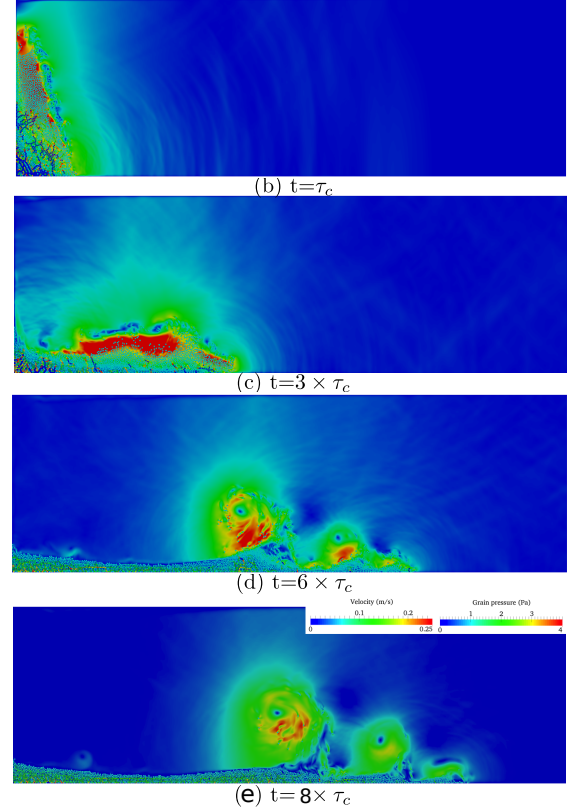 (b) t=τ_c
(c) t=3 × τ_c
(d) t=6 × τ_c
Velocity (m/s)
0.1 0.2
0 0.25
Grain pressure (Pa)
1 2 3
0 4
(e) t= 8× τ_c